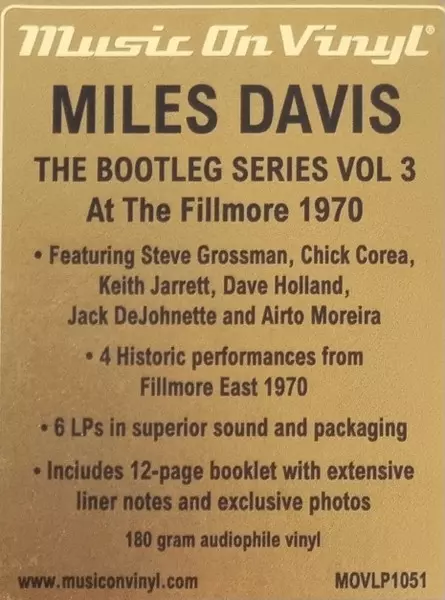 Music On Vinyl®
MILES DAVIS
THE BOOTLEG SERIES VOL 3
At The Fillmore 1970
• Featuring Steve Grossman, Chick Corea,
Keith Jarrett, Dave Holland,
Jack DeJohnette and Airto Moreira
• 4 Historic performances from
Fillmore East 1970
• 6 LPs in superior sound and packaging
• Includes 12-page booklet with extensive
liner notes and exclusive photos
180 gram audiophile vinyl
www.musiconvinyl.com MOVLP1051